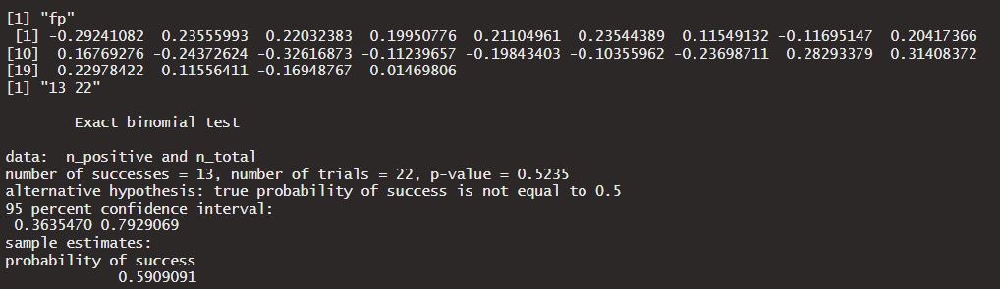 [1] "fp"
 [1] -0.29241082  0.23555993  0.22032383  0.19950776  0.21104961  0.23544389  0.11549132 -0.11695147  0.20417366
[10]  0.16769276 -0.24372624 -0.32616873 -0.11239657 -0.19843403 -0.10355962 -0.23698711  0.28293379  0.31408372
[19]  0.22978422  0.11556411 -0.16948767  0.01469806
[1] "13 22"
        Exact binomial test
data:  n_positive and n_total
number of successes = 13, number of trials = 22, p-value = 0.5235
alternative hypothesis: true probability of success is not equal to 0.5
95 percent confidence interval:
 0.3635470 0.7929069
sample estimates:
probability of success
             0.5909091